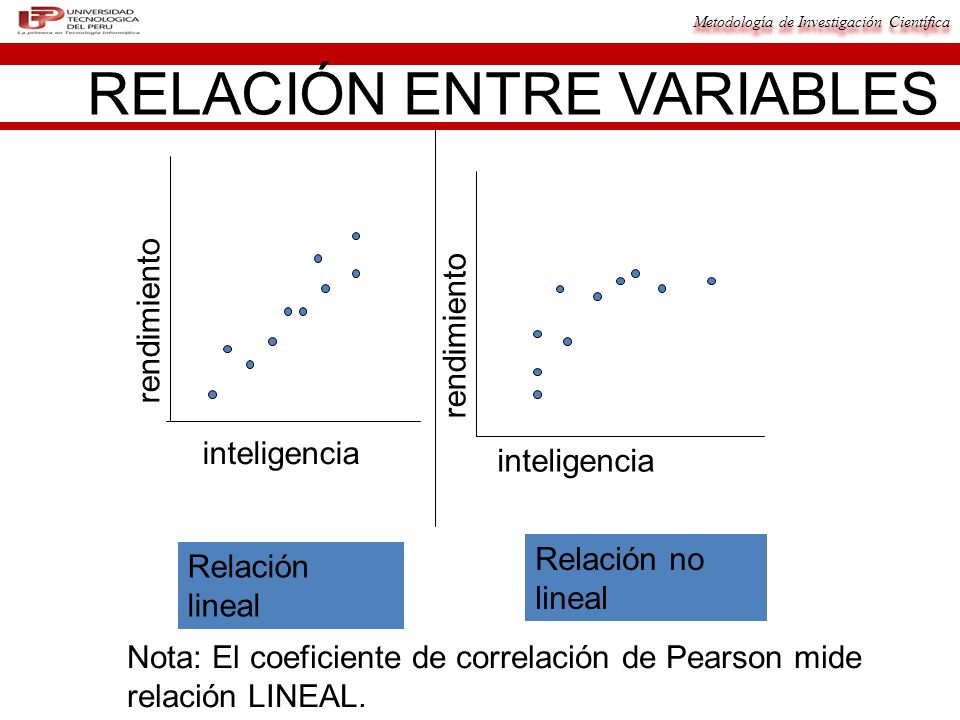 UNIVERSIDAD
TECNOLOGICA
DEL PERU
La primera en Tecnología Informática
Metodología de Investigación Científica
RELACIÓN ENTRE VARIABLES
rendimiento
inteligencia
rendimiento
inteligencia
Relación
lineal
Relación no
lineal
Nota: El coeficiente de correlación de Pearson mide
relación LINEAL.